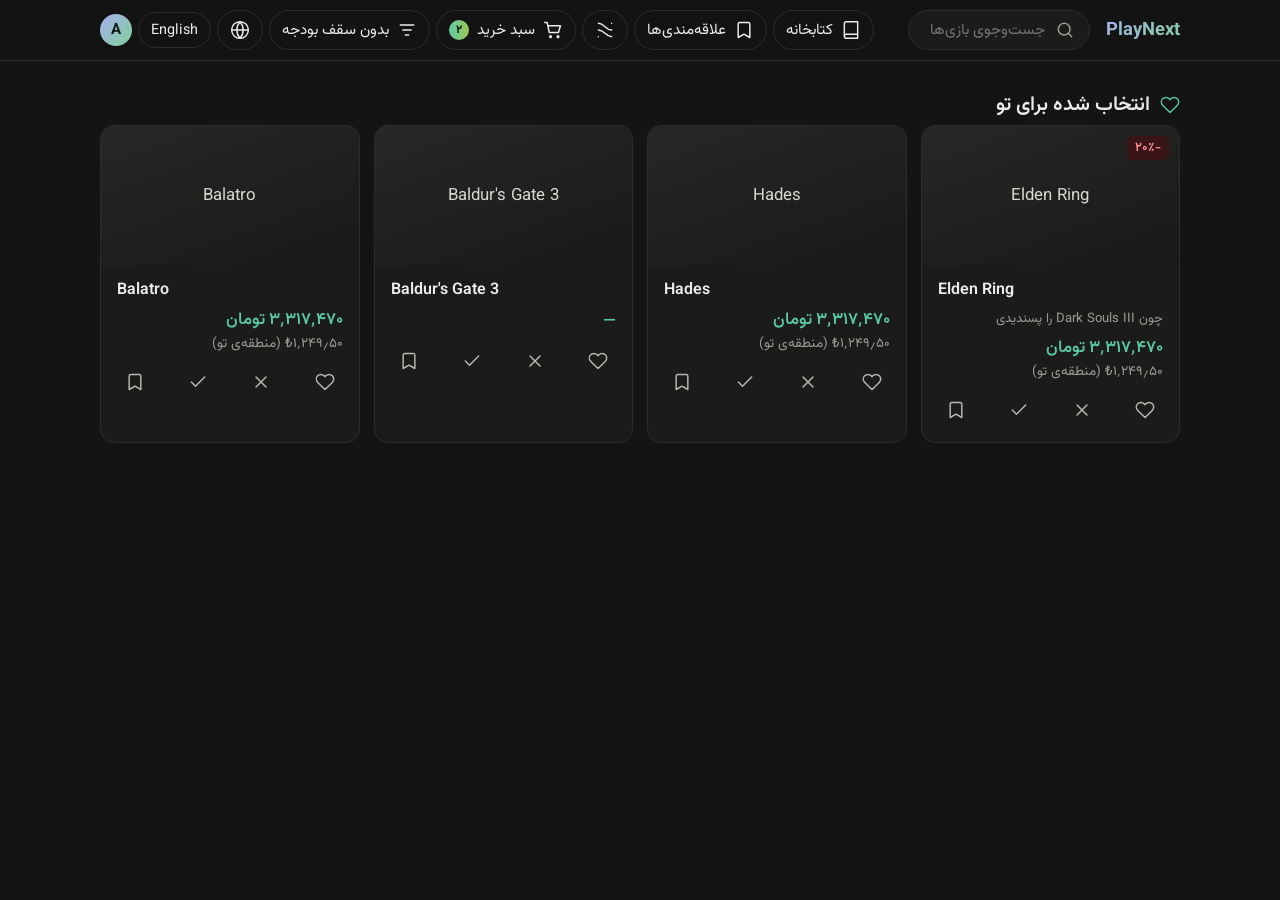 PlayNext
جست‌وجوی بازی‌ها
کتابخانه
علاقه‌مندی‌ها
سبد خرید ۲
بدون سقف بودجه
English
A
انتخاب شده برای تو
−۲۰٪
Elden Ring
Elden Ring
چون Dark Souls III را پسندیدی
۳,۳۱۷,۴۷۰ تومان
₺۱,۲۴۹٫۵۰ (منطقه‌ی تو)
Hades
Hades
۳,۳۱۷,۴۷۰ تومان
₺۱,۲۴۹٫۵۰ (منطقه‌ی تو)
Baldur's Gate 3
Baldur's Gate 3
—
Balatro
Balatro
۳,۳۱۷,۴۷۰ تومان
₺۱,۲۴۹٫۵۰ (منطقه‌ی تو)